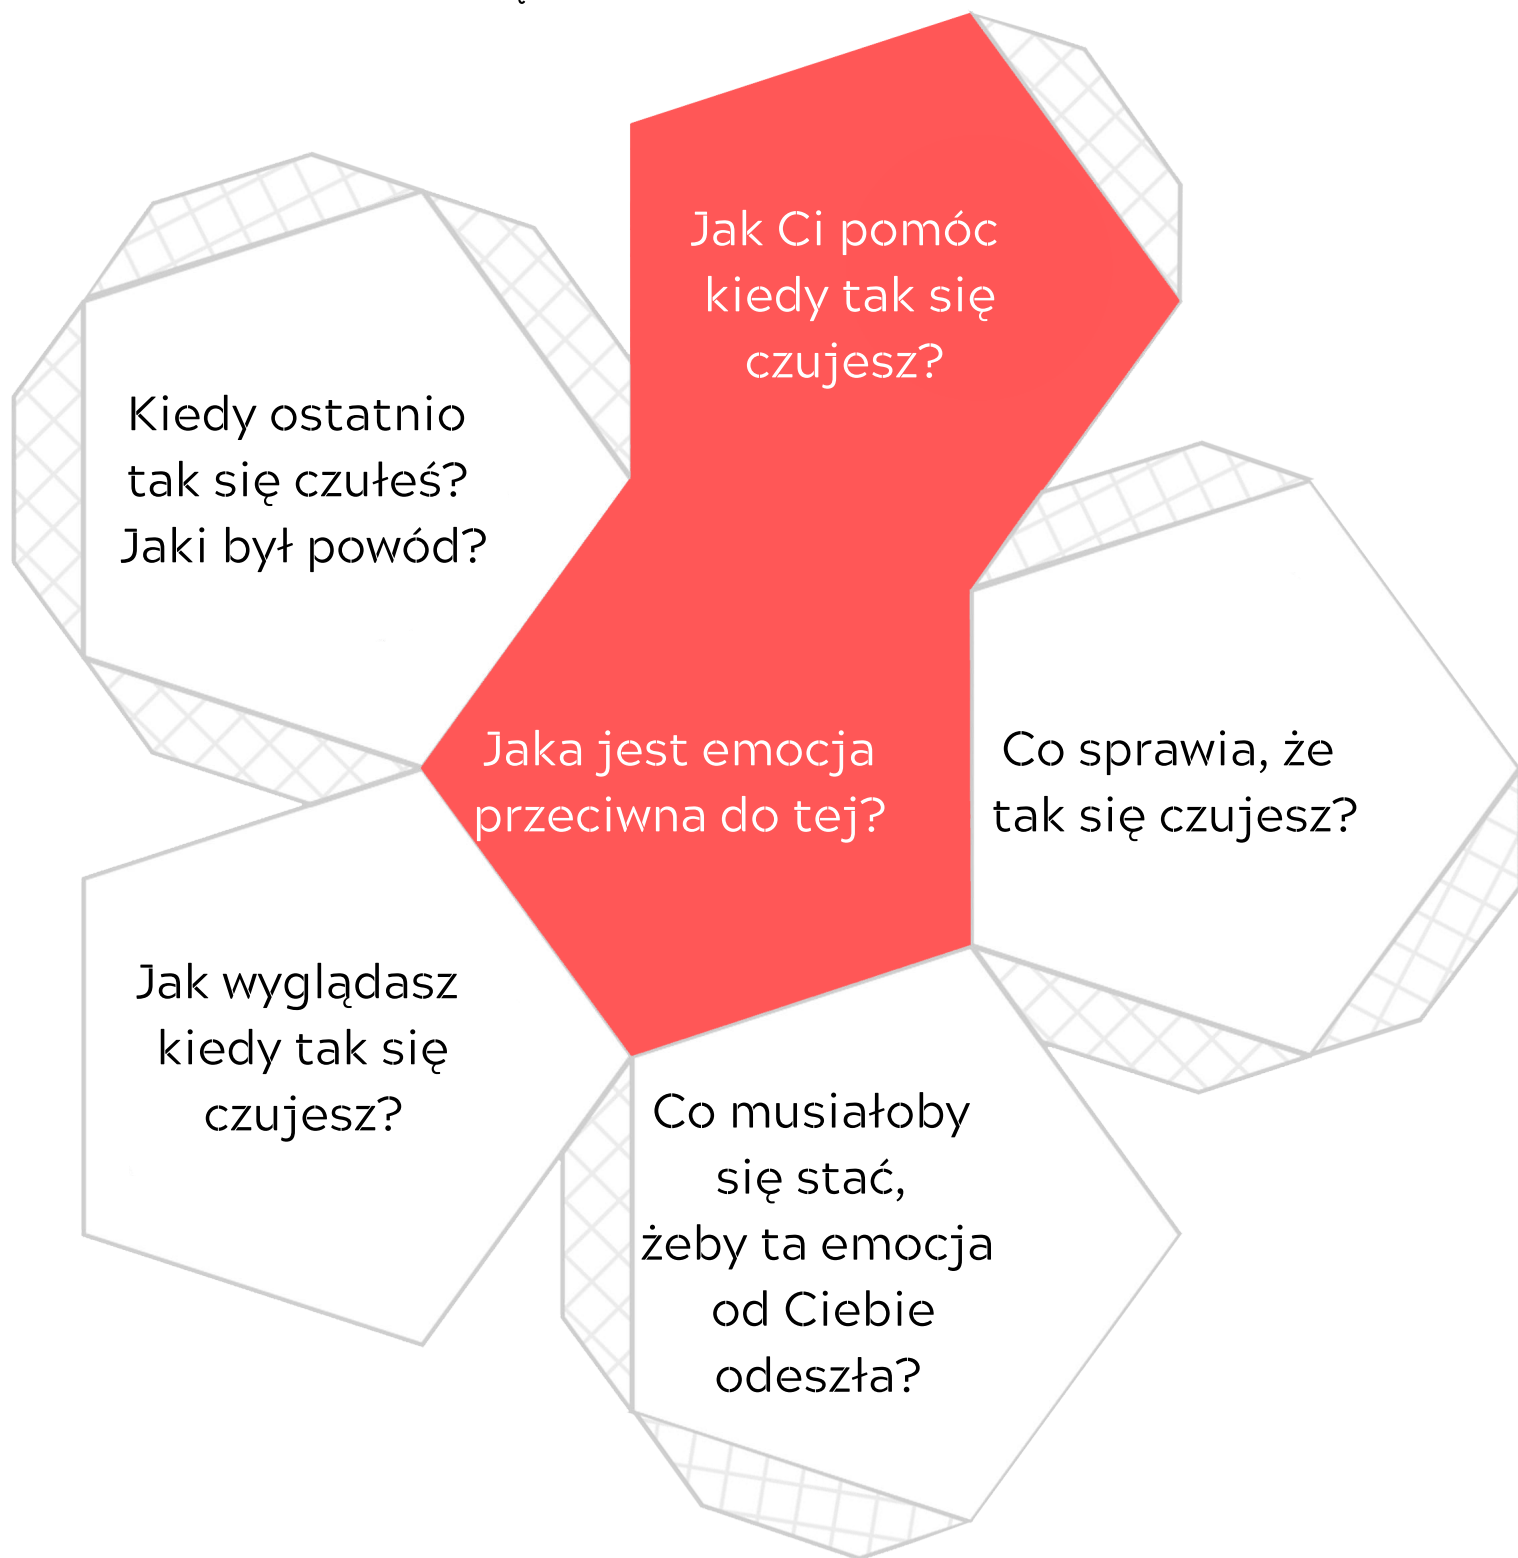 Jak Ci pomóc
kiedy tak się
czujesz?
Kiedy ostatnio
tak się czułeś?
Jaki był powód?
Jaka jest emocja
przeciwna do tej?
Co sprawia, że
tak się czujesz?
Jak wyglądasz
kiedy tak się
czujesz?
Co musiałoby
się stać,
żeby ta emocja
od Ciebie
odeszła?